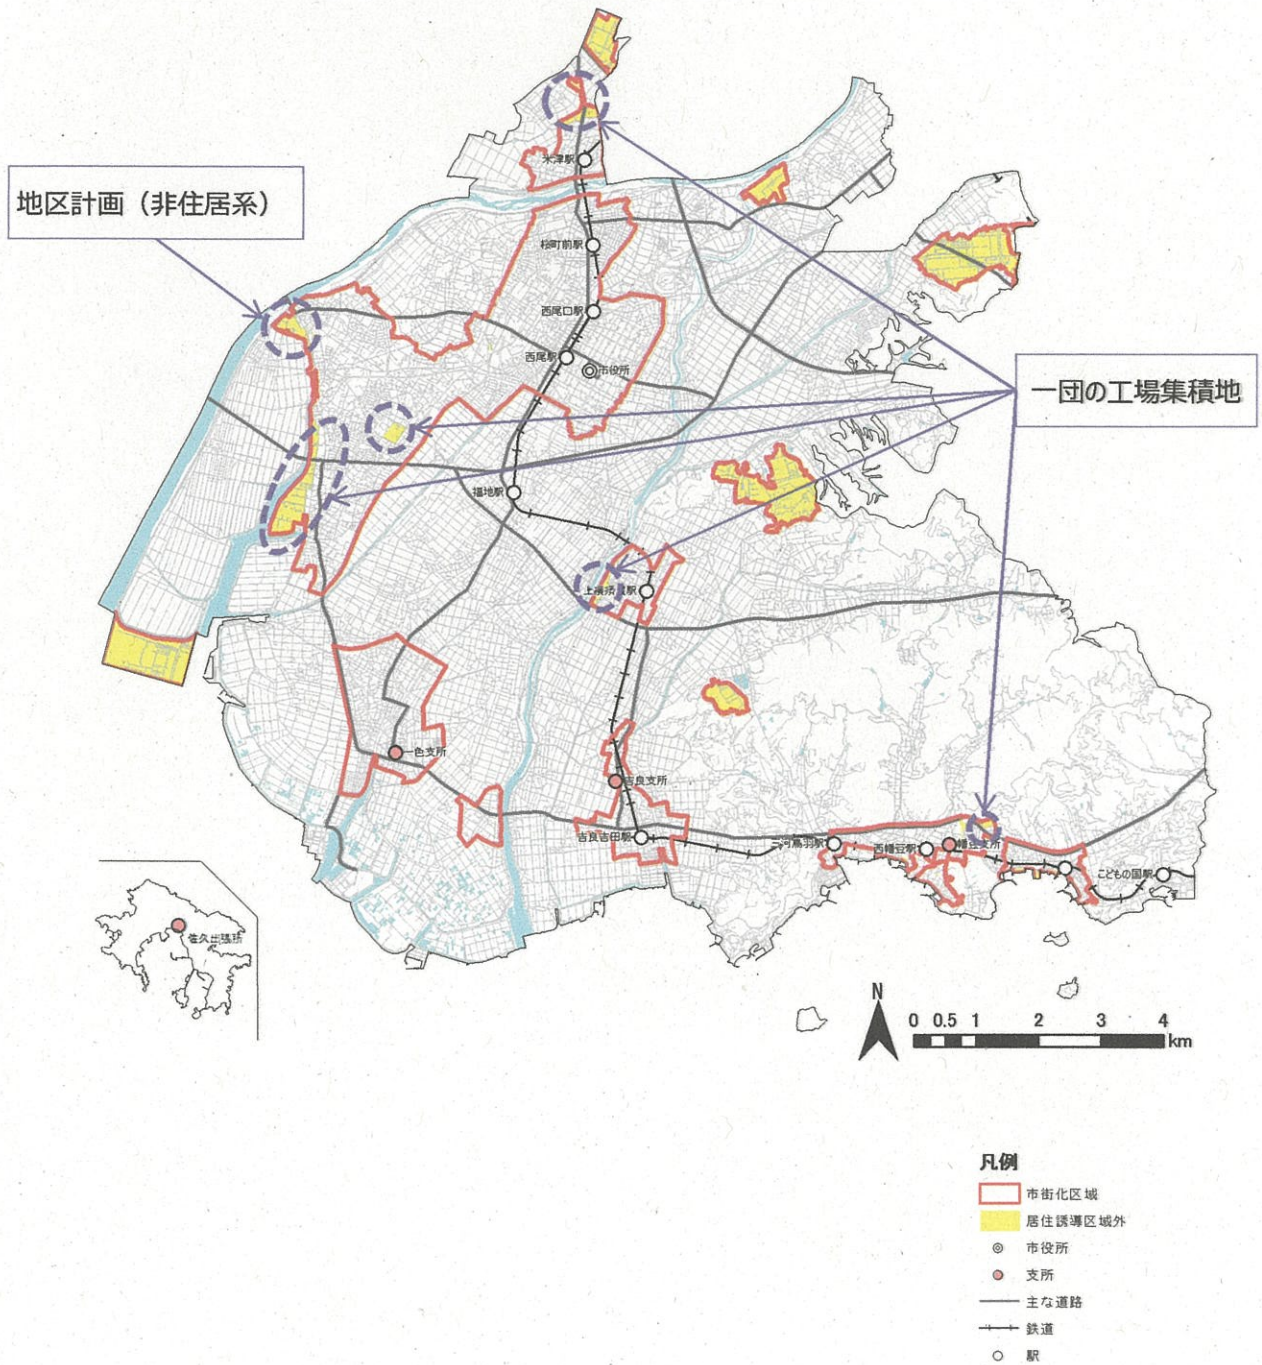 地区計画（非住居系）
米津駅
桜町前駅
西尾口駅
西尾駅
市役所
一団の工場集積地
福地駅
上横須賀駅
一色支所
吉良支所
吉良吉田駅
三河鳥羽駅
西幡豆駅
幡豆支所
こどもの国駅
佐久出張所
N
0 0.5 1 2 3 4
km
凡例
市街化区域
居住誘導区域外
市役所
支所
主な道路
鉄道
駅